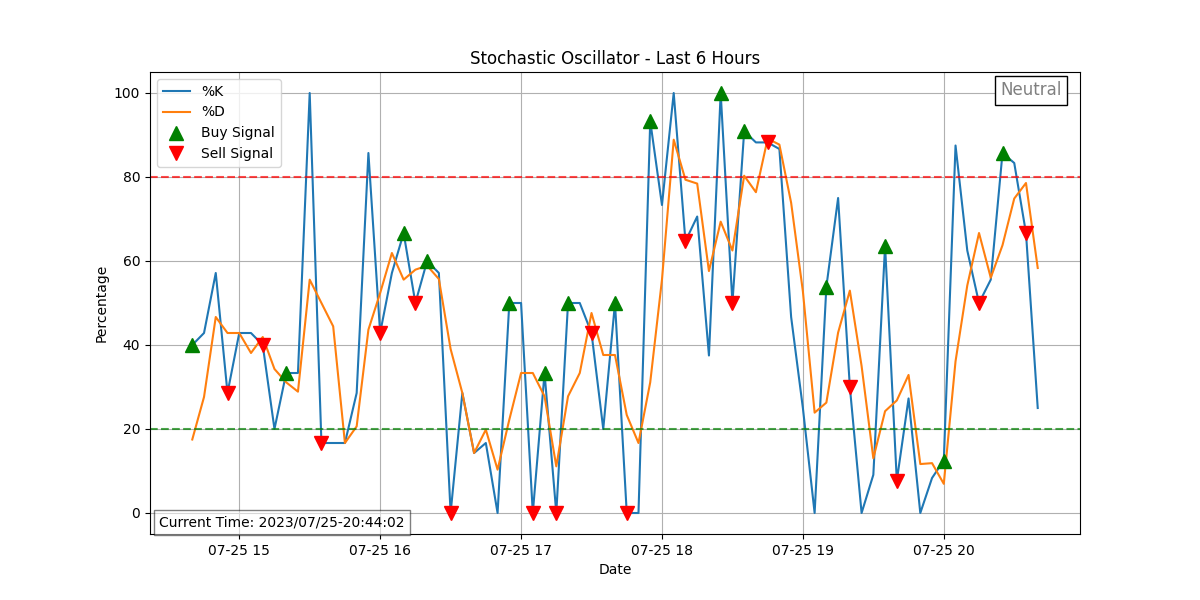 Stochastic Oscillator - Last 6 Hours
%K
%D
Buy Signal
Sell Signal
Neutral
100
80
60
40
20
0
Percentage
Current Time: 2023/07/25-20:44:02
07-25 15
07-25 16
07-25 17
07-25 18
07-25 19
07-25 20
Date